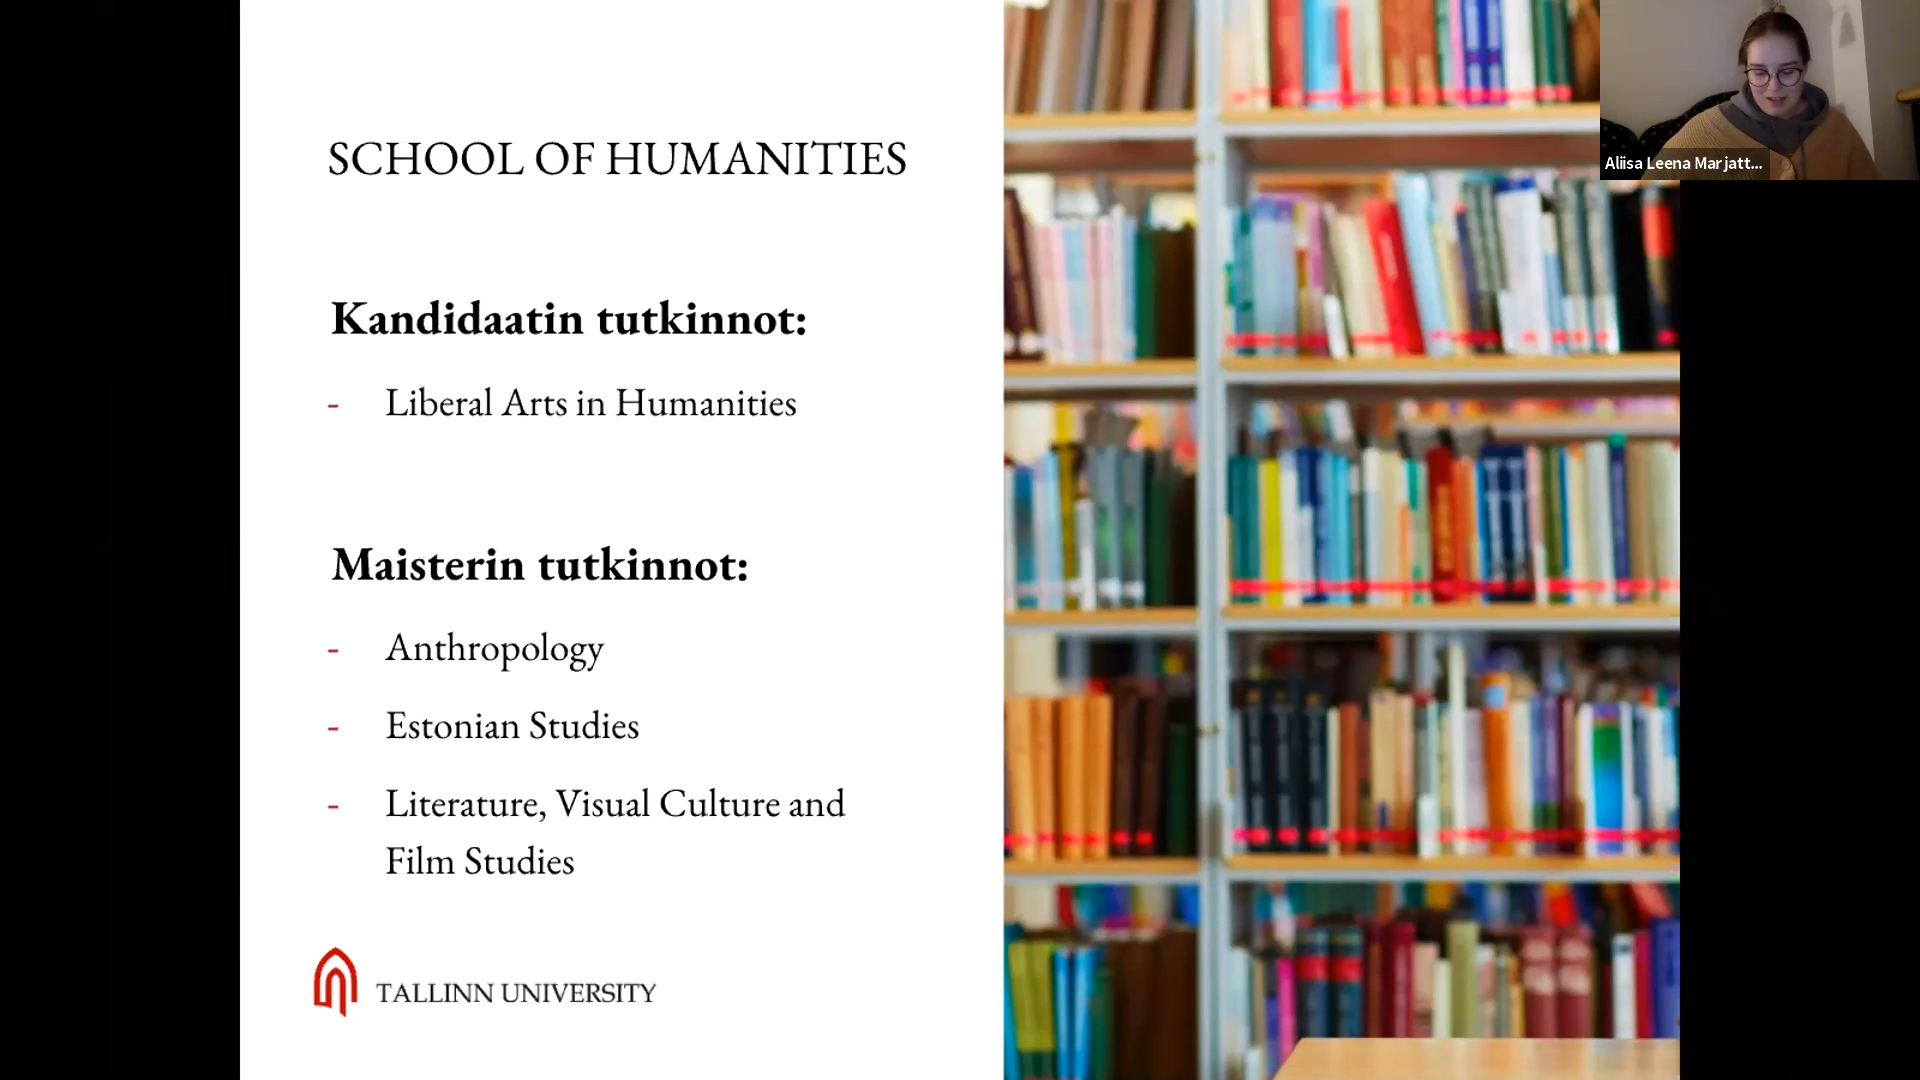 SCHOOL OF HUMANITIES
Kandidaatin tutkinnot:
- Liberal Arts in Humanities
Maisterin tutkinnot:
- Anthropology
- Estonian Studies
- Literature, Visual Culture and
Film Studies
TALLINN UNIVERSITY
Aliisa Leena Marjatt...